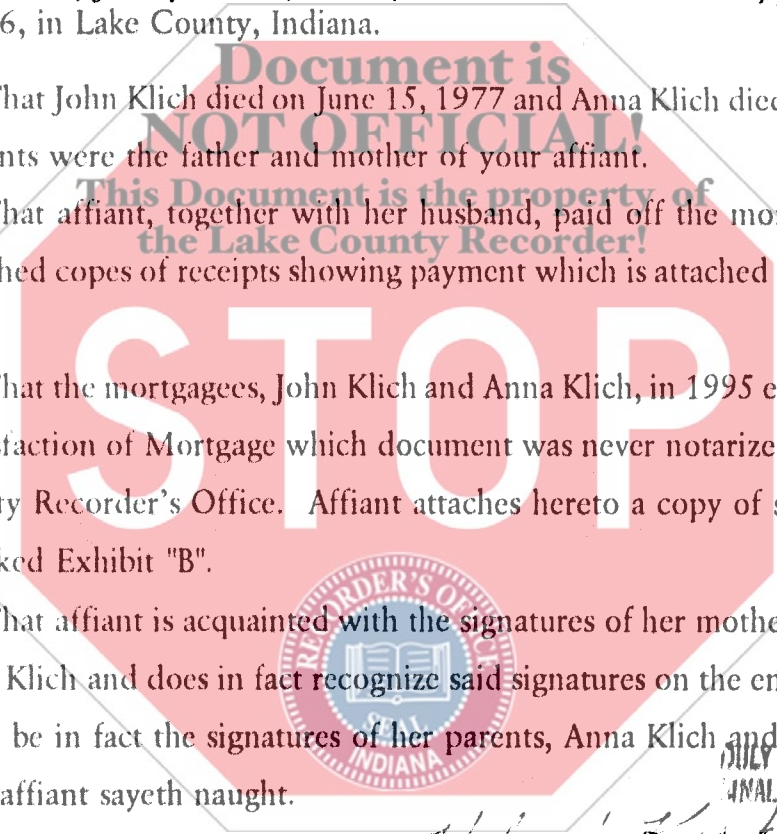 6, in Lake County, Indiana.
Document is
hat John Klich died on June 15, 1977 and Anna Klich died
NOT OFFICIAL!
nts were the father and mother of your affiant.
This Document is the property of
hat affiant, together with her husband, paid off the mo
the Lake County Recorder!
hed copes of receipts showing payment which is attached
STOP
hat the mortgagees, John Klich and Anna Klich, in 1995 e
faction of Mortgage which document was never notarize
ty Recorder's Office. Affiant attaches hereto a copy of s
ked Exhibit "B".
hat affiant is acquainted with the signatures of her mothe
Klich and does in fact recognize said signatures on the en
be in fact the signatures of her parents, Anna Klich and
affiant sayeth naught.
RECORDER'S OFFICE
SEAL
INDIANA